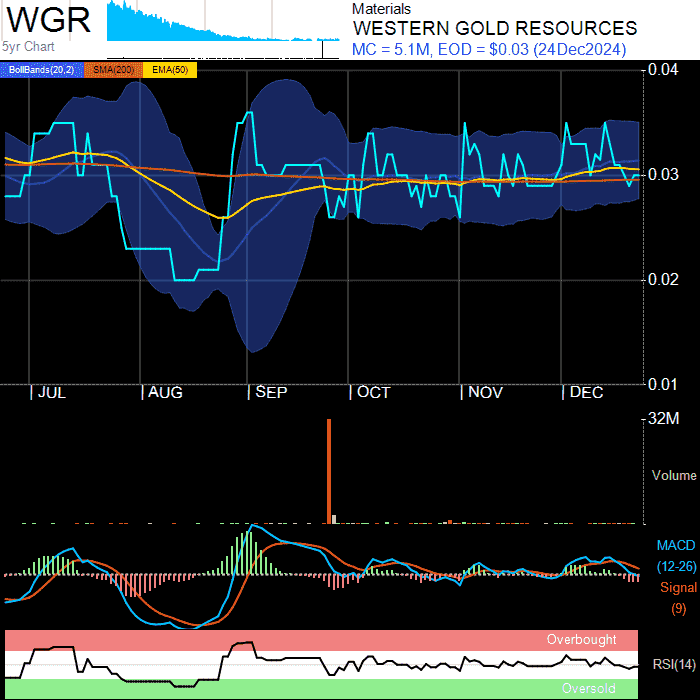 WGR
5yr Chart
Materials
WESTERN GOLD RESOURCES
MC = 5.1M, EOD = $0.03 (24Dec2024)
BollBands(20,2) SMA(200) EMA(50)
0.04
0.03
0.02
0.01
JUL AUG SEP OCT NOV DEC
32M
Volume
MACD
(12-26)
Signal
(9)
Overbought
RSI(14)
Oversold